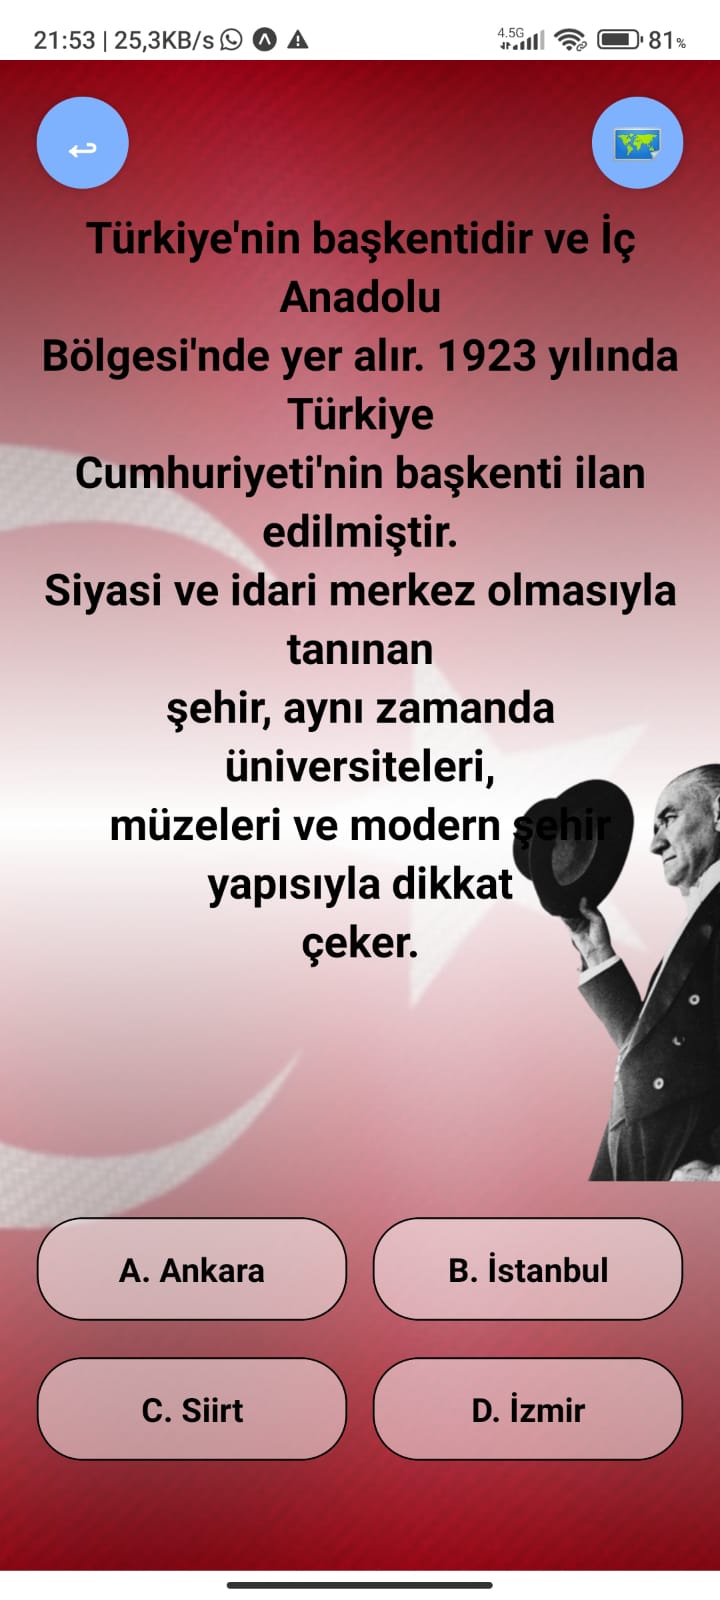 21:53 | 25,3KB/s 4.5G 81%
Türkiye'nin başkentidir ve İç
Anadolu
Bölgesi'nde yer alır. 1923 yılında
Türkiye
Cumhuriyeti'nin başkenti ilan
edilmiştir.
Siyasi ve idari merkez olmasıyla
tanınan
şehir, aynı zamanda
üniversiteleri,
müzeleri ve modern şehir
yapısıyla dikkat
çeker.
A. Ankara
B. İstanbul
C. Siirt
D. İzmir